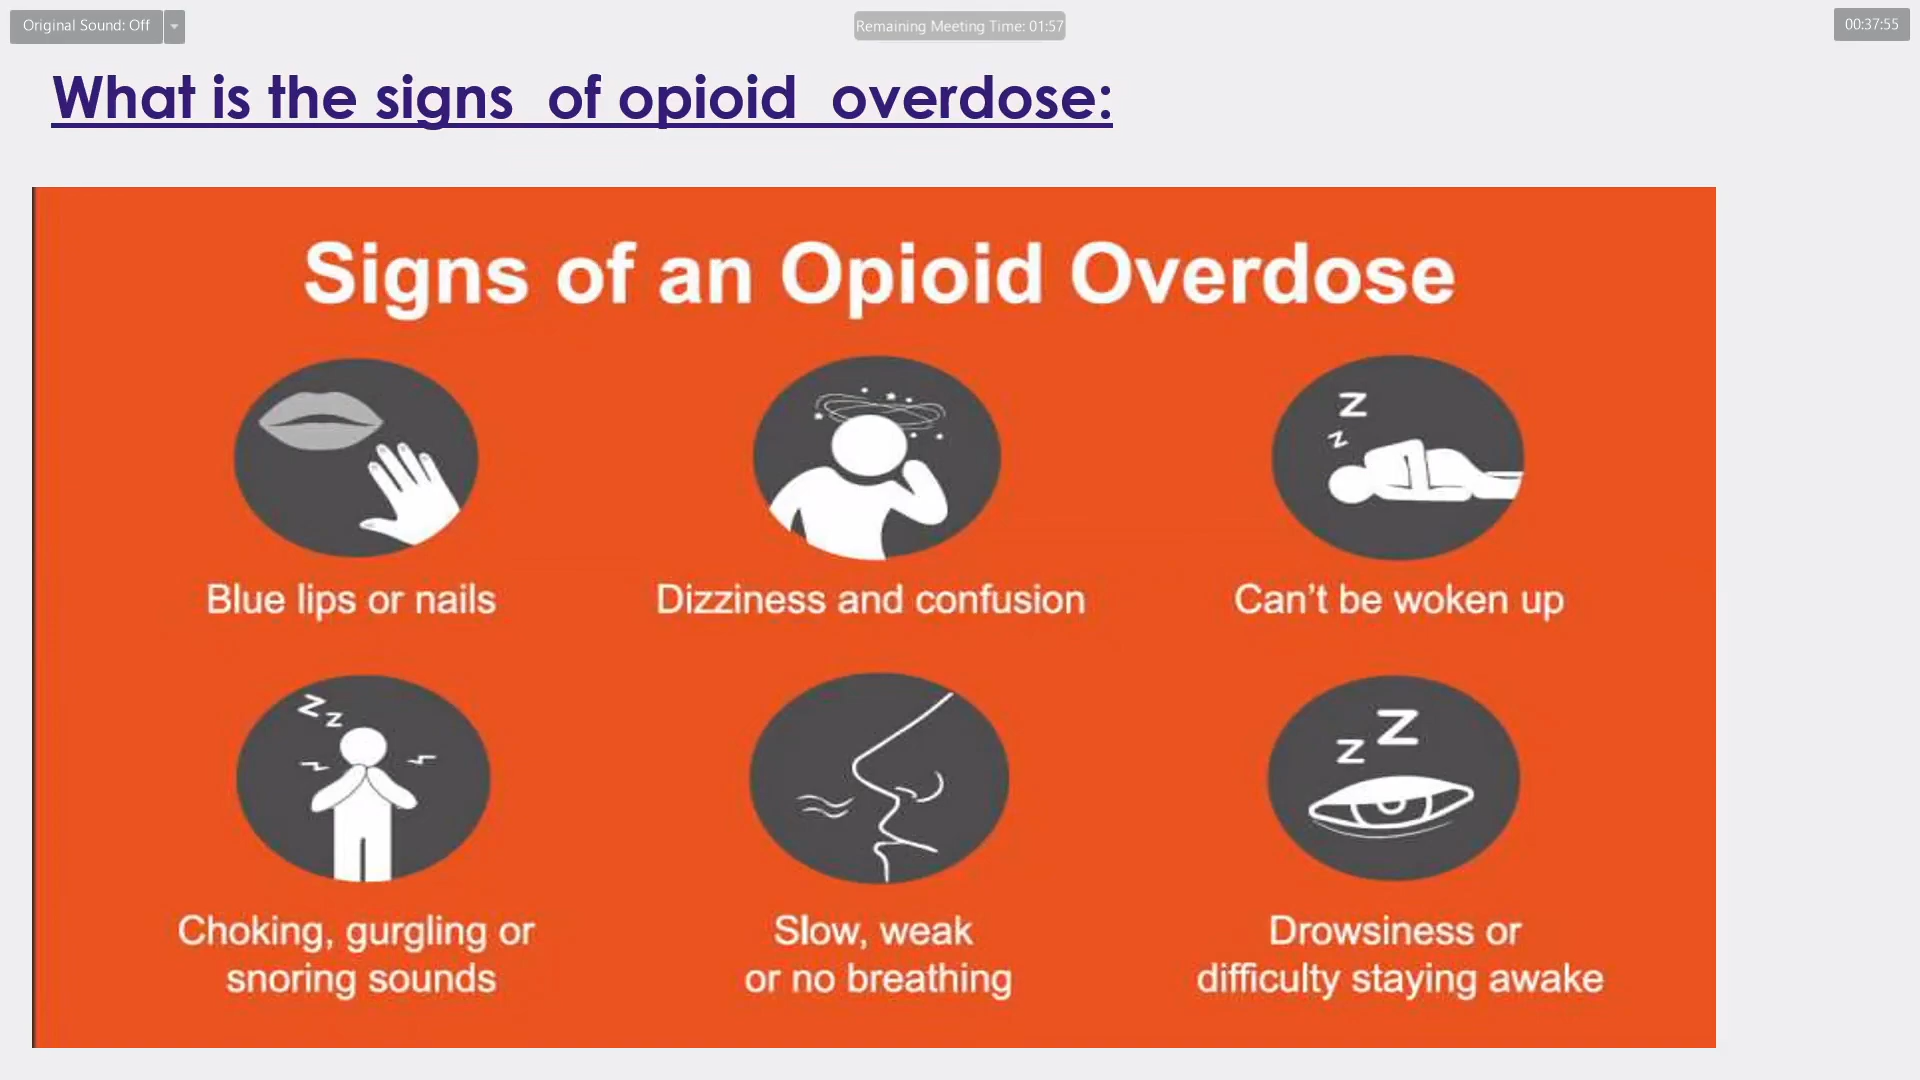 Original Sound: Off
Remaining Meeting Time: 01:57
00:37:55
What is the signs of opioid overdose:
Signs of an Opioid Overdose
Z
z
Blue lips or nails
Dizziness and confusion
Can't be woken up
Z z
z Z
Choking, gurgling or
snoring sounds
Slow, weak
or no breathing
Drowsiness or
difficulty staying awake